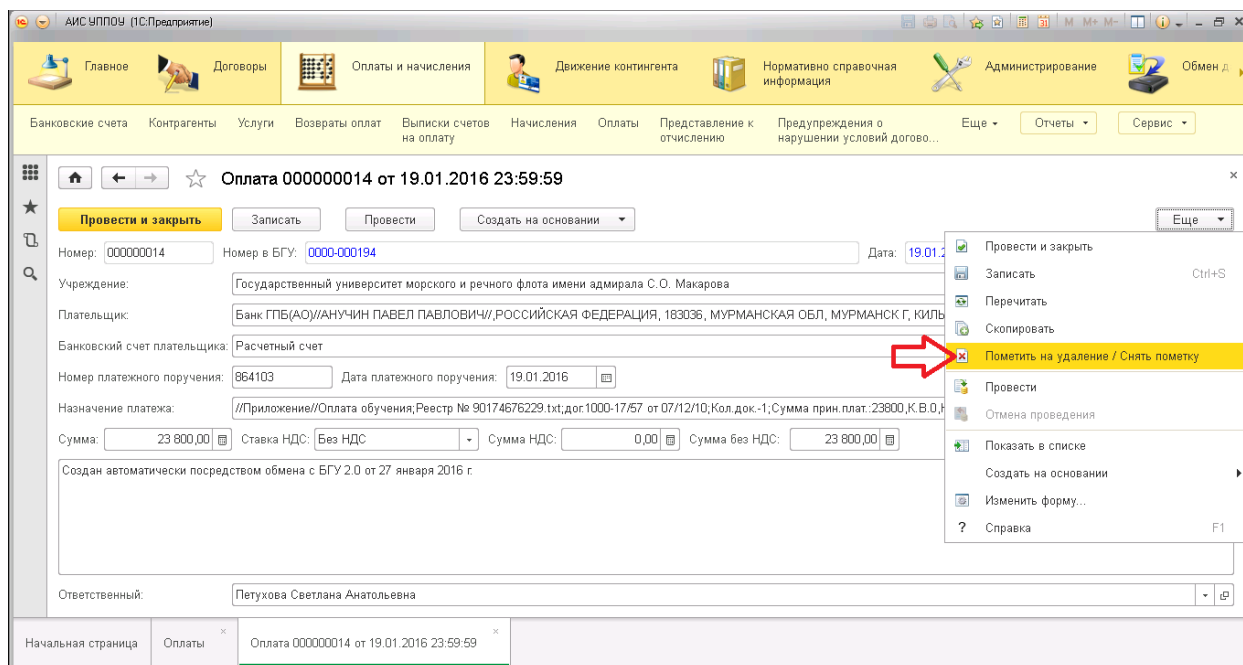 АИС УППОУ (1С:Предприятие)
M M+ M-
Главное
Договоры
Оплаты и начисления
Движение контингента
Нормативно справочная
информация
Администрирование
Обмен д
Банковские счета
Контрагенты
Услуги
Возвраты оплат
Выписки счетов
на оплату
Начисления
Оплаты
Представление к
отчислению
Предупреждения о
нарушении условий догово...
Еще
Отчеты
Сервис
Оплата 000000014 от 19.01.2016 23:59:59
Провести и закрыть
Записать
Провести
Создать на основании
Еще
Номер: 000000014
Номер в БГУ: 0000-000194
Дата: 19.01.2
Учреждение: Государственный университет морского и речного флота имени адмирала С.О. Макарова
Плательщик: Банк ГПБ(АО)//АНУЧИН ПАВЕЛ ПАВЛОВИЧ//,РОССИЙСКАЯ ФЕДЕРАЦИЯ, 183036, МУРМАНСКАЯ ОБЛ, МУРМАНСК Г, КИЛЬ
Банковский счет плательщика: Расчетный счет
Номер платежного поручения: 864103
Дата платежного поручения: 19.01.2016
Назначение платежа: //Приложение//Оплата обучения;Реестр № 90174676229.txt;дог.1000-17/57 от 07/12/10;Кол.док.-1;Сумма прин.плат.:23800,К.В.0,
Сумма: 23 800,00
Ставка НДС: Без НДС
Сумма НДС: 0,00
Сумма без НДС: 23 800,00
Создан автоматически посредством обмена с БГУ 2.0 от 27 января 2016 г.
Ответственный: Петухова Светлана Анатольевна
Провести и закрыть
Записать Ctrl+S
Перечитать
Скопировать
Пометить на удаление / Снять пометку
Провести
Отмена проведения
Показать в списке
Создать на основании
Изменить форму...
? Справка F1
Начальная страница
Оплаты
Оплата 000000014 от 19.01.2016 23:59:59